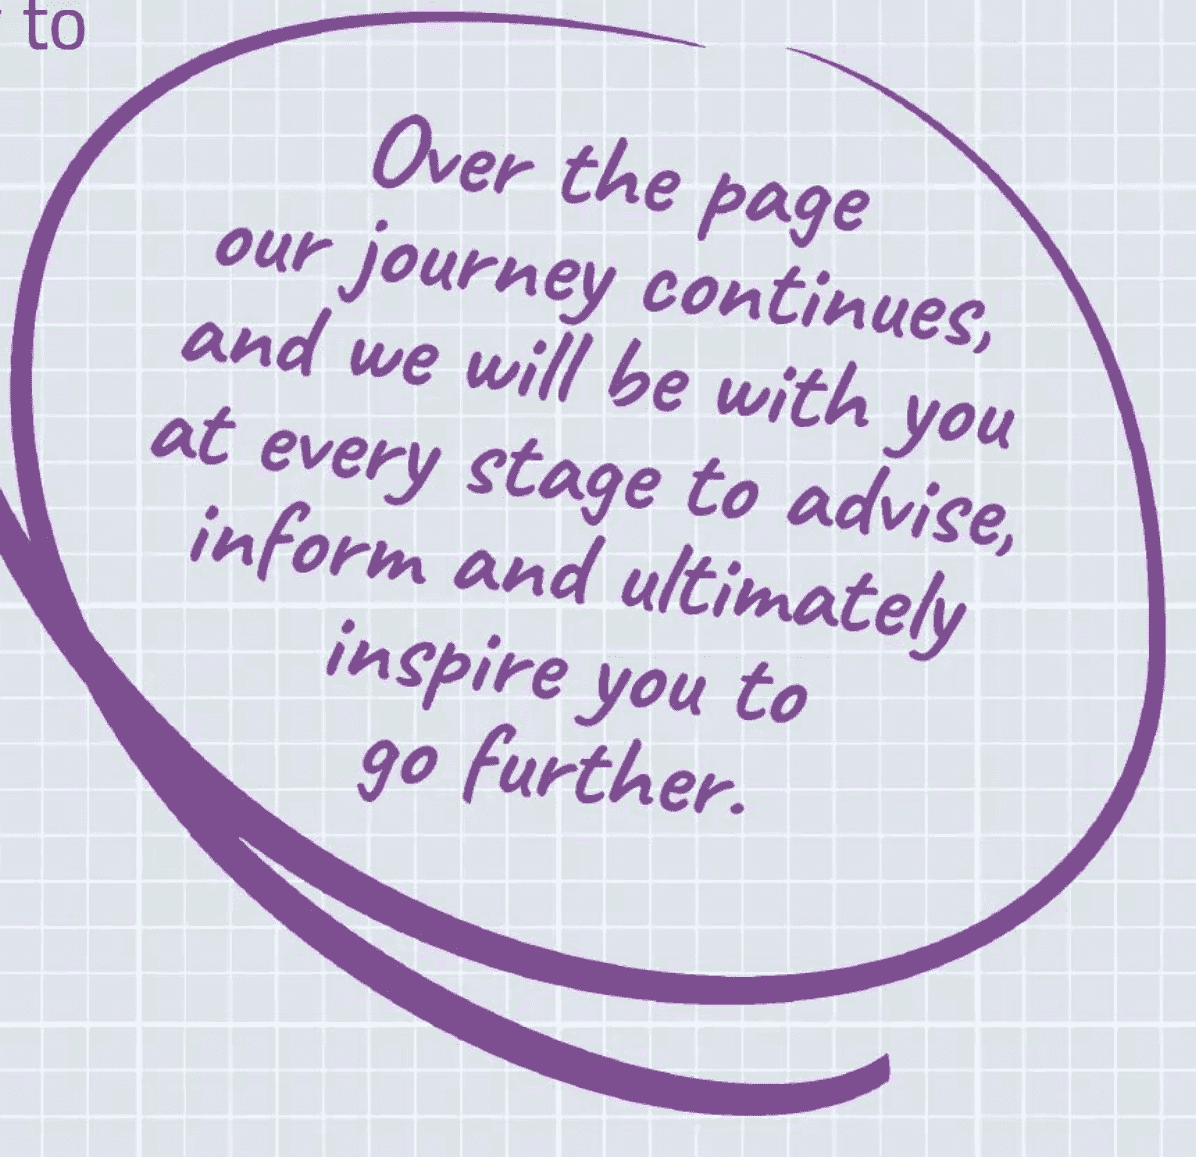 to
Over the page
our journey continues,
and we will be with you
at every stage to advise,
inform and ultimately
inspire you to
go further.